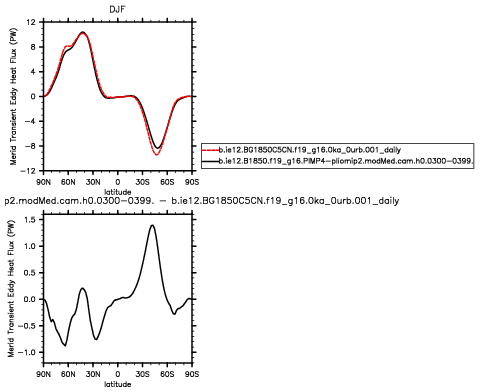 DJF
Merid Transient Eddy Heat Flux (PW)
12
8
4
0
−4
−8
−12
90N 60N 30N 0 30S 60S 90S
latitude
b.ie12.BG1850C5CN.f19_g16.0ka_0urb.001_daily
b.ie12.B1850.f19_g16.PIMP4−pliomip2.modMed.cam.h0.0300−0399.
p2.modMed.cam.h0.0300−0399. − b.ie12.BG1850C5CN.f19_g16.0ka_0urb.001_daily
Merid Transient Eddy Heat Flux (PW)
1.5
1.0
0.5
0.0
−0.5
−1.0
90N 60N 30N 0 30S 60S 90S
latitude